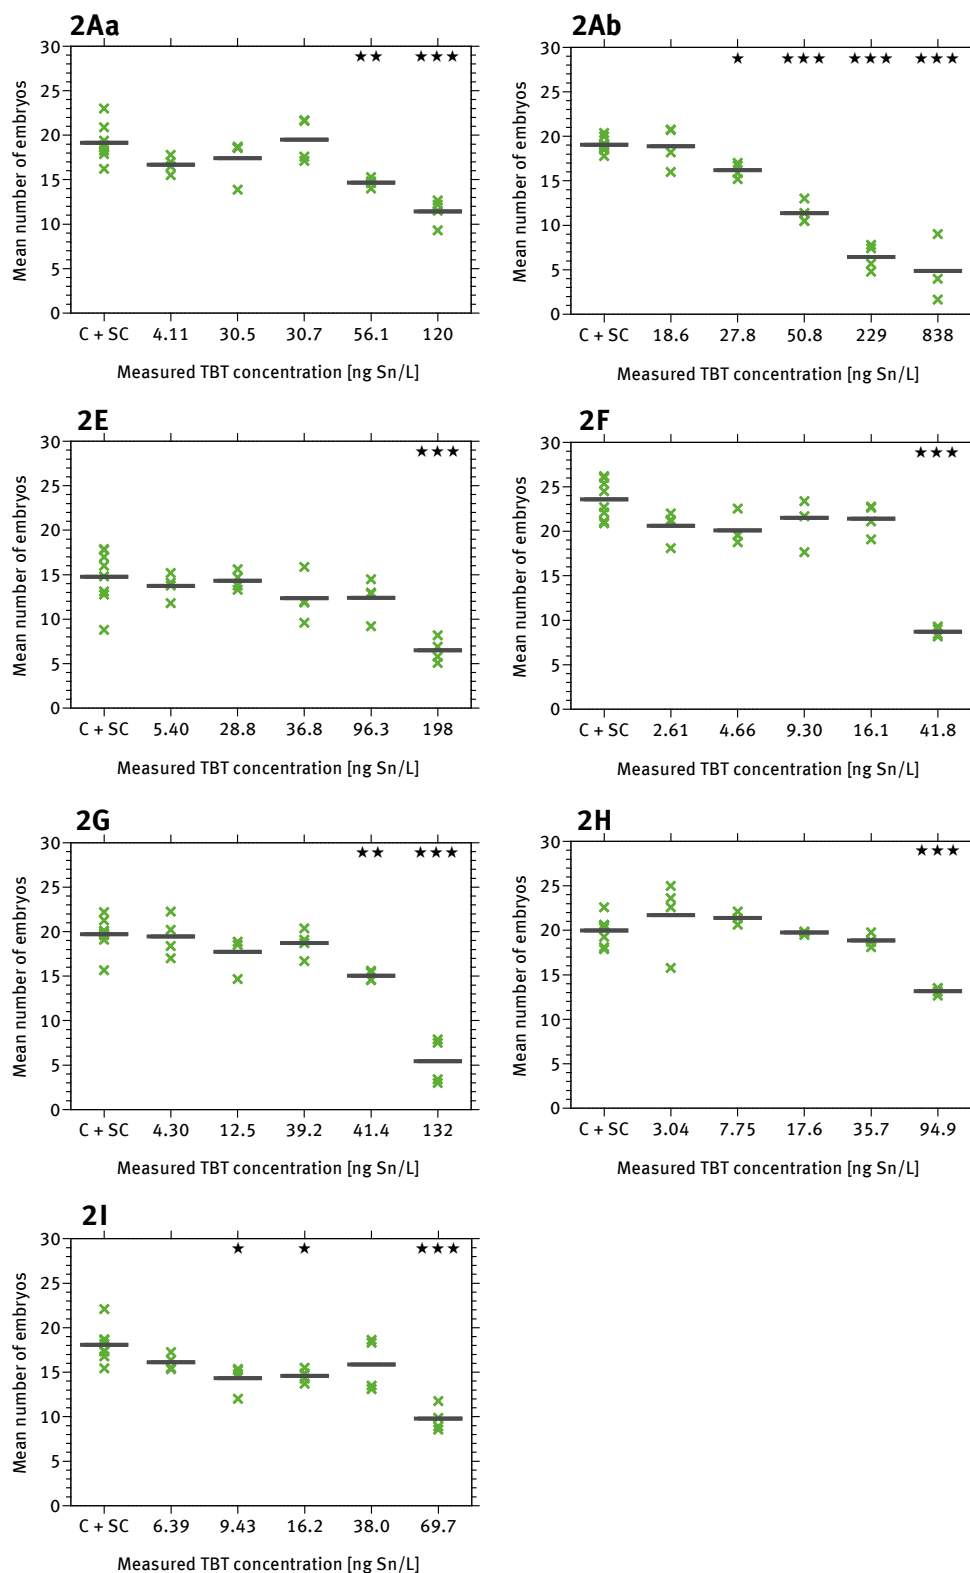 2Aa
★★ ★★★
Mean number of embryos
30
25
20
15
10
5
0
C + SC 4.11 30.5 30.7 56.1 120
Measured TBT concentration [ng Sn/L]
2Ab
★ ★★★ ★★★ ★★★
Mean number of embryos
30
25
20
15
10
5
0
C + SC 18.6 27.8 50.8 229 838
Measured TBT concentration [ng Sn/L]
2E
★★★
Mean number of embryos
30
25
20
15
10
5
0
C + SC 5.40 28.8 36.8 96.3 198
Measured TBT concentration [ng Sn/L]
2F
★★★
Mean number of embryos
30
25
20
15
10
5
0
C + SC 2.61 4.66 9.30 16.1 41.8
Measured TBT concentration [ng Sn/L]
2G
★★ ★★★
Mean number of embryos
30
25
20
15
10
5
0
C + SC 4.30 12.5 39.2 41.4 132
Measured TBT concentration [ng Sn/L]
2H
★★★
Mean number of embryos
30
25
20
15
10
5
0
C + SC 3.04 7.75 17.6 35.7 94.9
Measured TBT concentration [ng Sn/L]
2I
★ ★ ★★★
Mean number of embryos
30
25
20
15
10
5
0
C + SC 6.39 9.43 16.2 38.0 69.7
Measured TBT concentration [ng Sn/L]